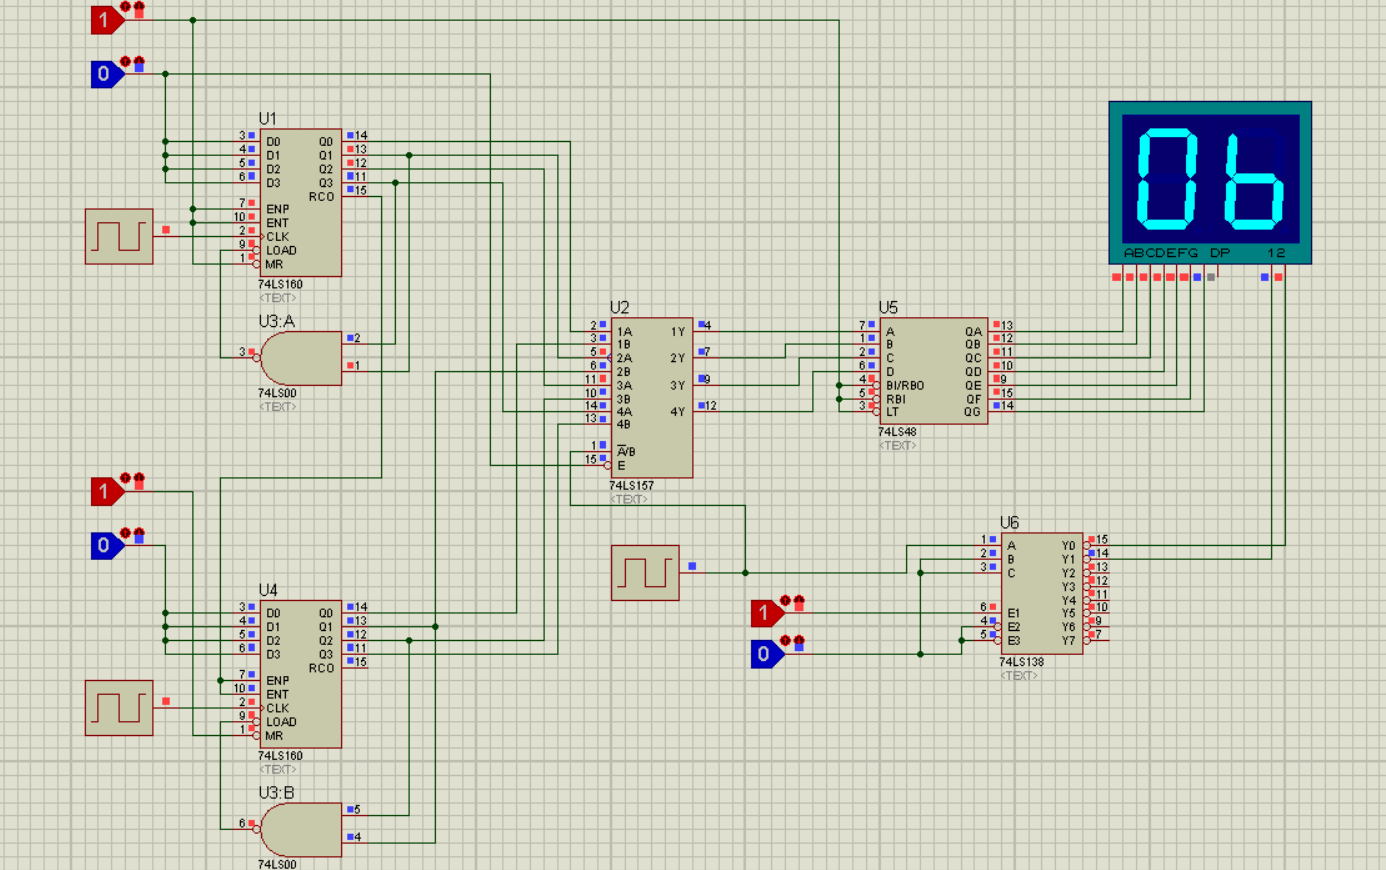 1
0
U1
3 D0 Q0 14
4 D1 Q1 13
5 D2 Q2 12
6 D3 Q3 11
RCO 15
7 ENP
10 ENT
2 CLK
9 LOAD
1 MR
74LS160
<TEXT>
U3:A
2
3
1
74LS00
<TEXT>
06
ABCDEFG DP 12
U2
2 1A 1Y 4
3 1B
5 2A 2Y 7
6 2B
11 3A 3Y 9
10 3B
14 4A 4Y 12
13 4B
1 A/B
15 E
74LS157
<TEXT>
U5
7 A QA 13
1 B QB 12
2 C QC 11
6 D QD 10
4 BI/RBO QE 9
5 RBI QF 15
3 LT QG 14
74LS48
<TEXT>
1
0
U4
3 D0 Q0 14
4 D1 Q1 13
5 D2 Q2 12
6 D3 Q3 11
RCO 15
7 ENP
10 ENT
2 CLK
9 LOAD
1 MR
74LS160
<TEXT>
U3:B
5
6
4
74LS00
1
0
U6
1 A Y0 15
2 B Y1 14
3 C Y2 13
Y3 12
Y4 11
6 E1 Y5 10
4 E2 Y6 9
5 E3 Y7 7
74LS138
<TEXT>